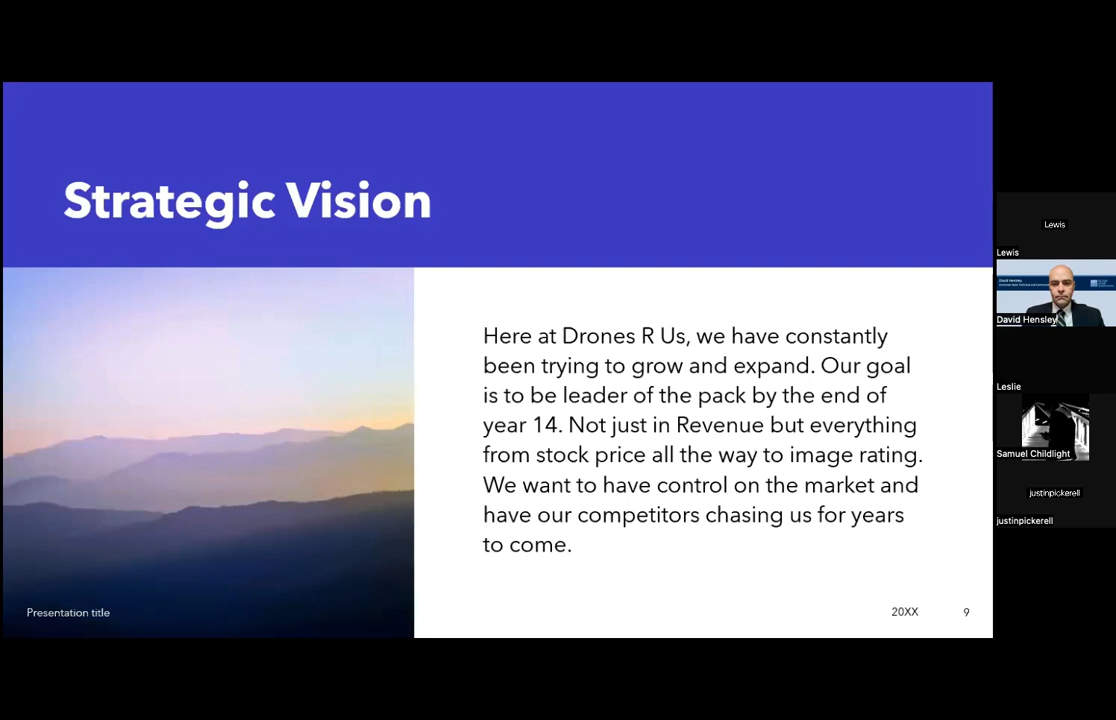 Strategic Vision
Here at Drones R Us, we have constantly
been trying to grow and expand. Our goal
is to be leader of the pack by the end of
year 14. Not just in Revenue but everything
from stock price all the way to image rating.
We want to have control on the market and
have our competitors chasing us for years
to come.
Presentation title
20XX
9
Lewis
Lewis
David Hensley
David Hensley
Leslie
Samuel Childlight
justinpickerell
justinpickerell